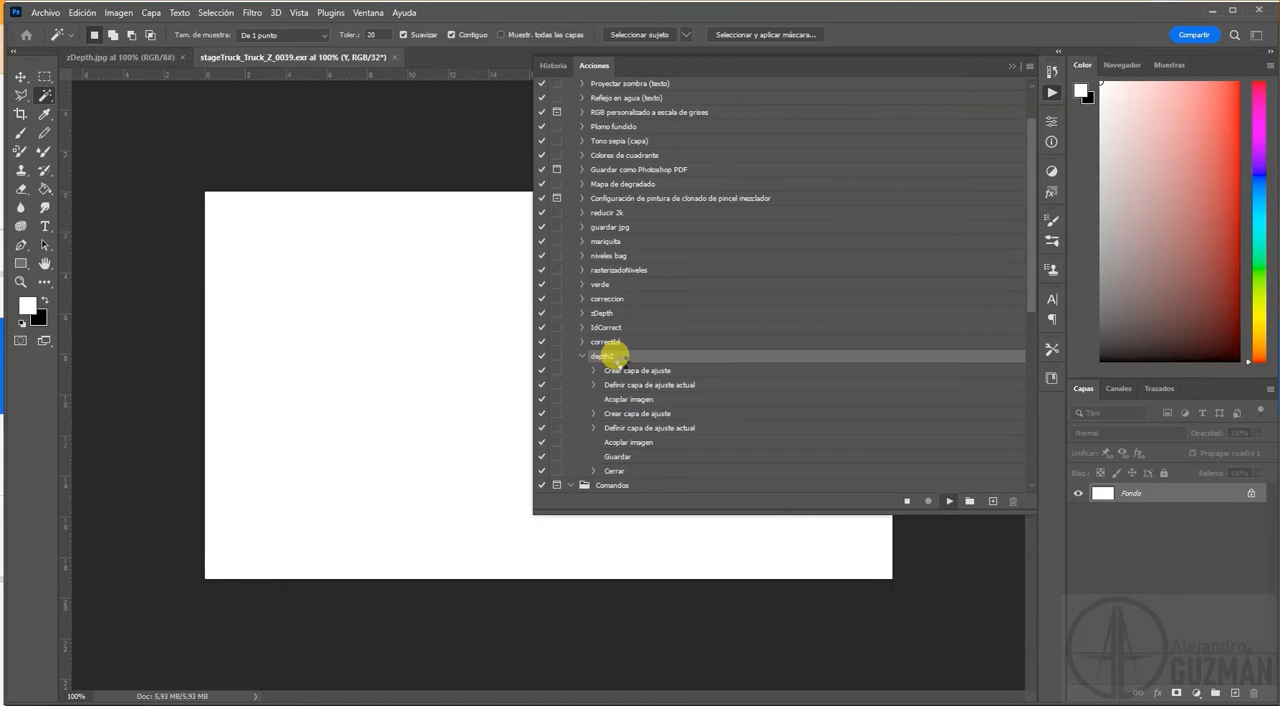 Ps Archivo Edición Imagen Capa Texto Selección Filtro 3D Vista Plugins Ventana Ayuda
Tam. de muestra: De 1 punto Toler.: 20 Suavizar Contiguo Muestr. todas las capas Seleccionar sujeto Seleccionar y aplicar máscara... Compartir
zDepth.jpg al 100% (RGB/8#) × stageTruck_Truck_Z_0039.exr al 100% (Y, RGB/32*) ×
Historia Acciones
Proyectar sombra (texto)
Reflejo en agua (texto)
RGB personalizado a escala de grises
Plomo fundido
Tono sepia (capa)
Colores de cuadrante
Guardar como Photoshop PDF
Mapa de degradado
Configuración de pintura de clonado de pincel mezclador
reducir 2k
guardar jpg
mariquita
niveles bag
rasterizadoNiveles
verde
correccion
zDepth
IdCorrect
correctId
depthZ
Crear capa de ajuste
Definir capa de ajuste actual
Acoplar imagen
Crear capa de ajuste
Definir capa de ajuste actual
Acoplar imagen
Guardar
Cerrar
Comandos
Color Navegador Muestras
Capas Canales Trazados
Tipo
Normal Opacidad: 100%
Unificar: Propagar cuadro 1
Bloq.: Relleno: 100%
Fondo
Alejandro
GUZMÁN
100% Doc: 5,93 MB/5,93 MB